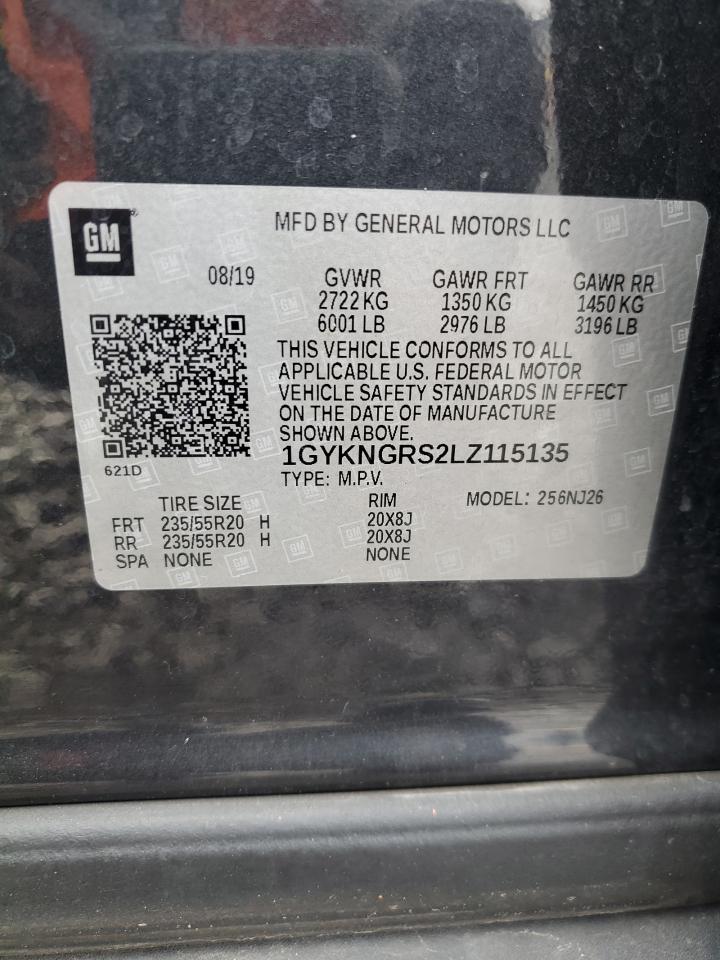 GM
MFD BY GENERAL MOTORS LLC
08/19 GVWR GAWR FRT GAWR RR
2722 KG 1350 KG 1450 KG
6001 LB 2976 LB 3196 LB
THIS VEHICLE CONFORMS TO ALL
APPLICABLE U.S. FEDERAL MOTOR
VEHICLE SAFETY STANDARDS IN EFFECT
ON THE DATE OF MANUFACTURE
SHOWN ABOVE.
1GYKNGRS2LZ115135
621D
TYPE: M.P.V.
TIRE SIZE RIM MODEL: 256NJ26
FRT 235/55R20 H 20X8J
RR 235/55R20 H 20X8J
SPA NONE NONE